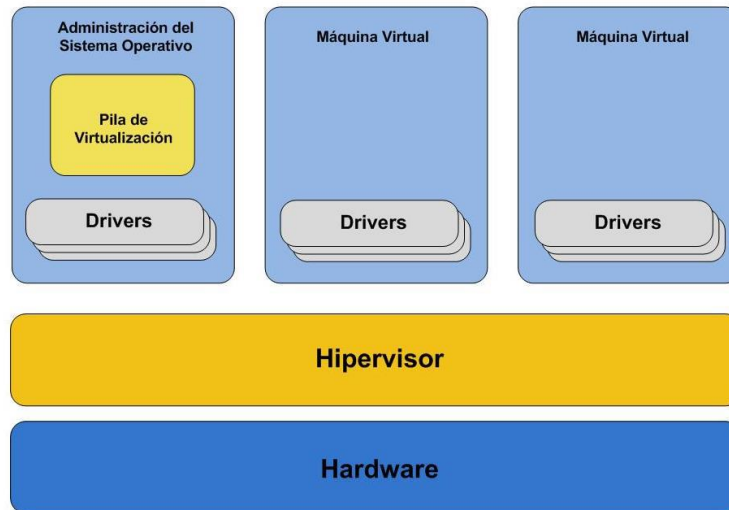 Administración del
Sistema Operativo
Pila de
Virtualización
Drivers
Máquina Virtual
Drivers
Máquina Virtual
Drivers
Hipervisor
Hardware